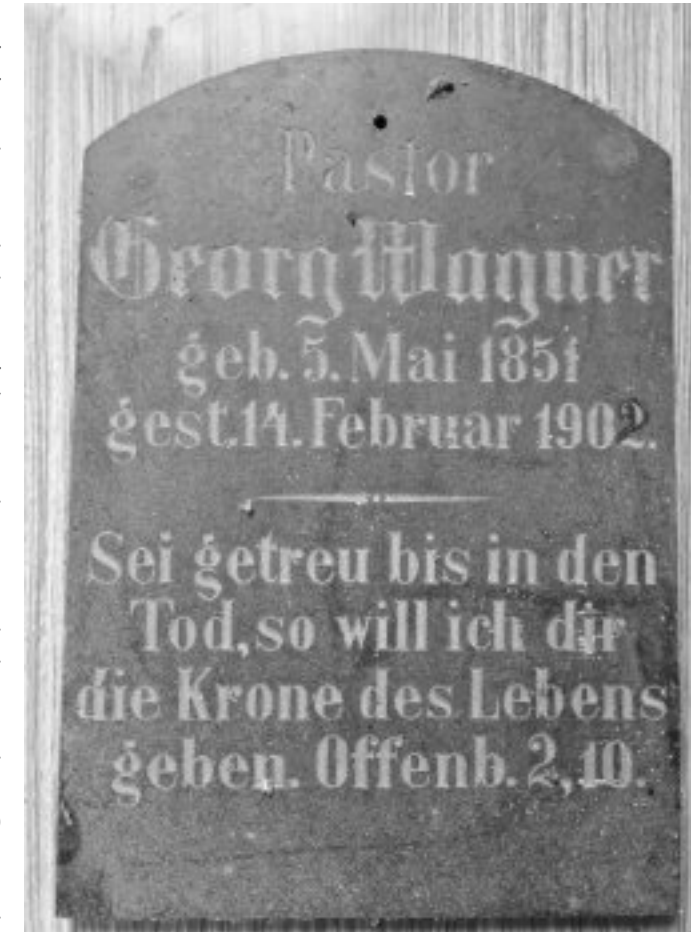 Pastor
Georg Wagner
geb. 5. Mai 1851
gest. 14. Februar 1902.
Sei getreu bis in den
Tod, so will ich dir
die Krone des Lebens
geben. Offenb. 2,10.